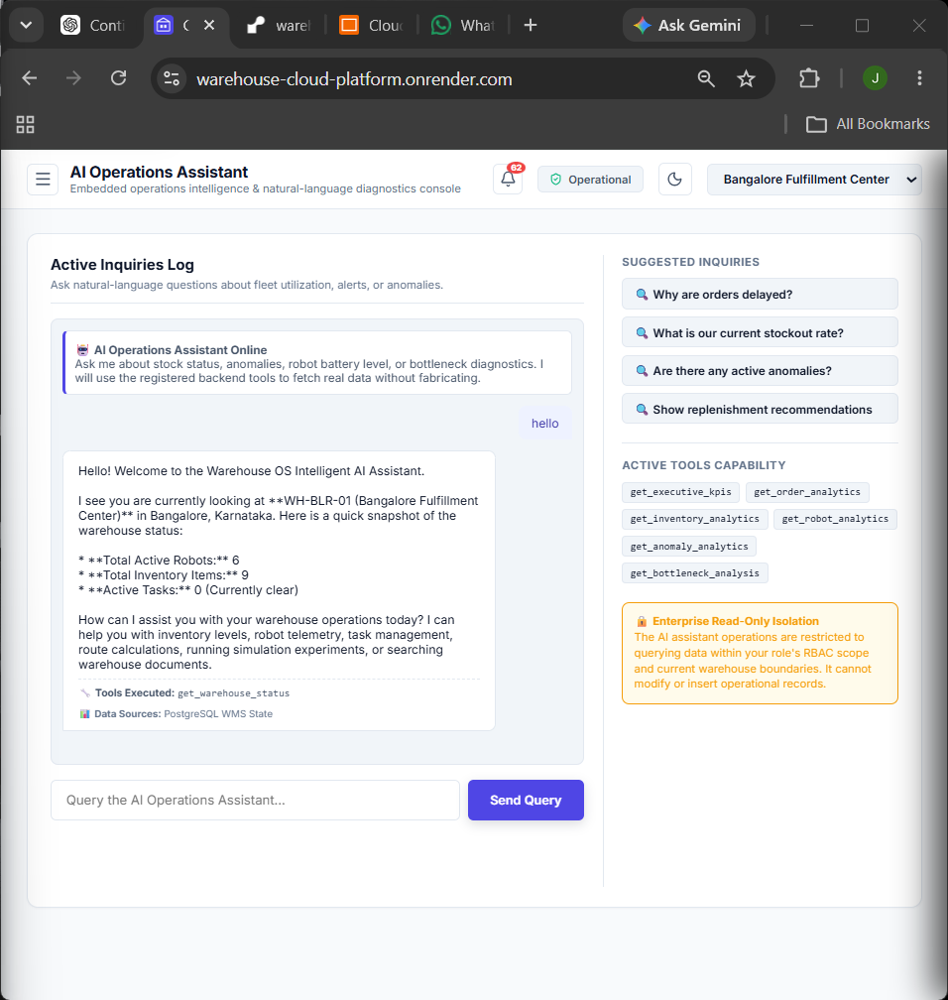 Conti
ware
Clou
What
Ask Gemini
warehouse-cloud-platform.onrender.com
J
All Bookmarks
AI Operations Assistant
Embedded operations intelligence & natural-language diagnostics console
62
Operational
Bangalore Fulfillment Center
Active Inquiries Log
Ask natural-language questions about fleet utilization, alerts, or anomalies.
AI Operations Assistant Online
Ask me about stock status, anomalies, robot battery level, or bottleneck diagnostics. I
will use the registered backend tools to fetch real data without fabricating.
hello
Hello! Welcome to the Warehouse OS Intelligent AI Assistant.
I see you are currently looking at **WH-BLR-01 (Bangalore Fulfillment
Center)** in Bangalore, Karnataka. Here is a quick snapshot of the
warehouse status:
* **Total Active Robots:** 6
* **Total Inventory Items:** 9
* **Active Tasks:** 0 (Currently clear)
How can I assist you with your warehouse operations today? I can
help you with inventory levels, robot telemetry, task management,
route calculations, running simulation experiments, or searching
warehouse documents.
Tools Executed: get_warehouse_status
Data Sources: PostgreSQL WMS State
Query the AI Operations Assistant...
Send Query
SUGGESTED INQUIRIES
Why are orders delayed?
What is our current stockout rate?
Are there any active anomalies?
Show replenishment recommendations
ACTIVE TOOLS CAPABILITY
get_executive_kpis get_order_analytics
get_inventory_analytics get_robot_analytics
get_anomaly_analytics
get_bottleneck_analysis
Enterprise Read-Only Isolation
The AI assistant operations are restricted to
querying data within your role's RBAC scope
and current warehouse boundaries. It cannot
modify or insert operational records.